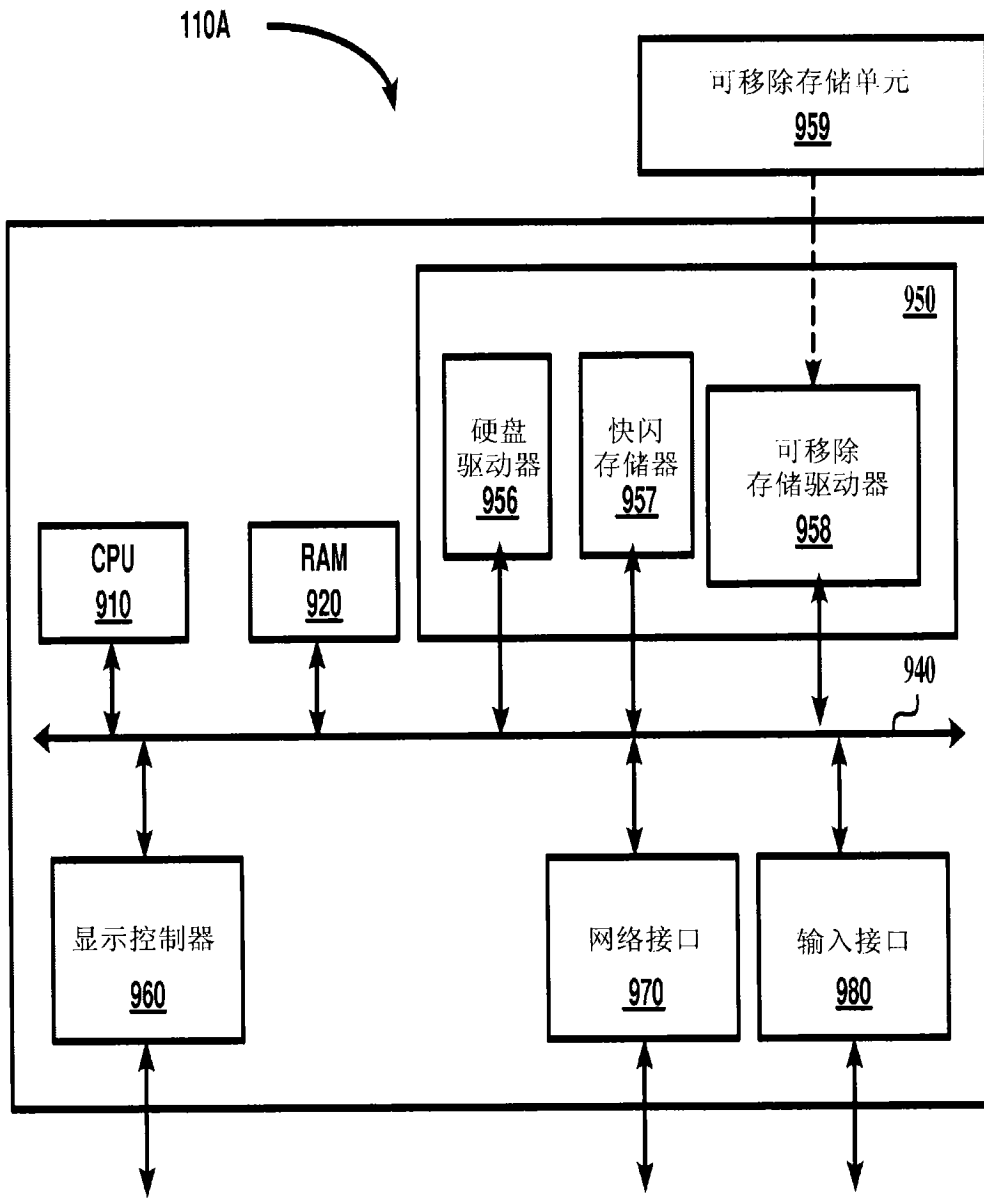 110A
可移除存储单元
959
950
硬盘
驱动器
956
快闪
存储器
957
可移除
存储驱动器
958
CPU
910
RAM
920
940
显示控制器
960
网络接口
970
输入接口
980